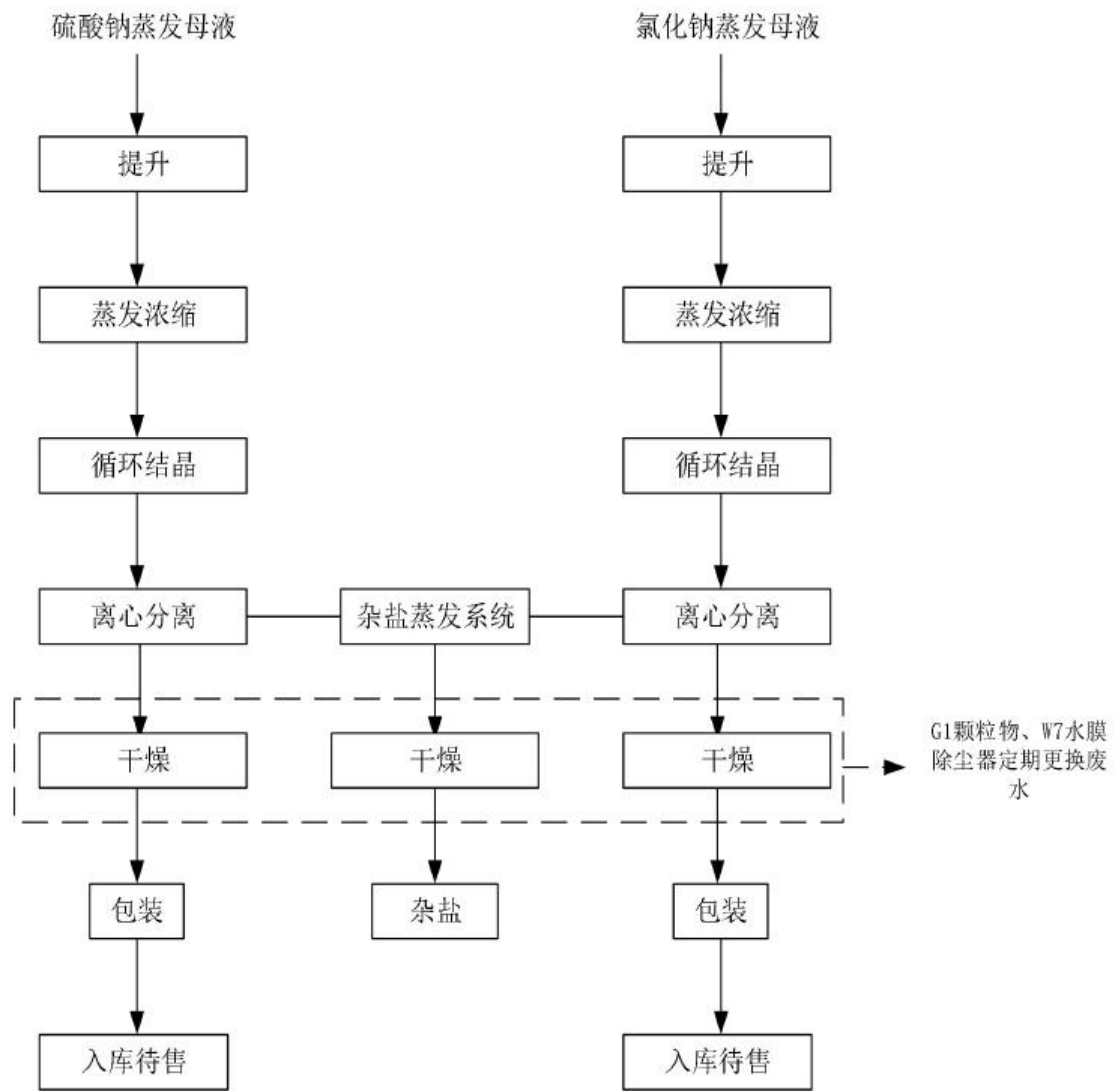 硫酸钠蒸发母液
氯化钠蒸发母液
提升
提升
蒸发浓缩
蒸发浓缩
循环结晶
循环结晶
离心分离
杂盐蒸发系统
离心分离
干燥
干燥
干燥
G1颗粒物、W7水膜
除尘器定期更换废
水
包装
杂盐
包装
入库待售
入库待售